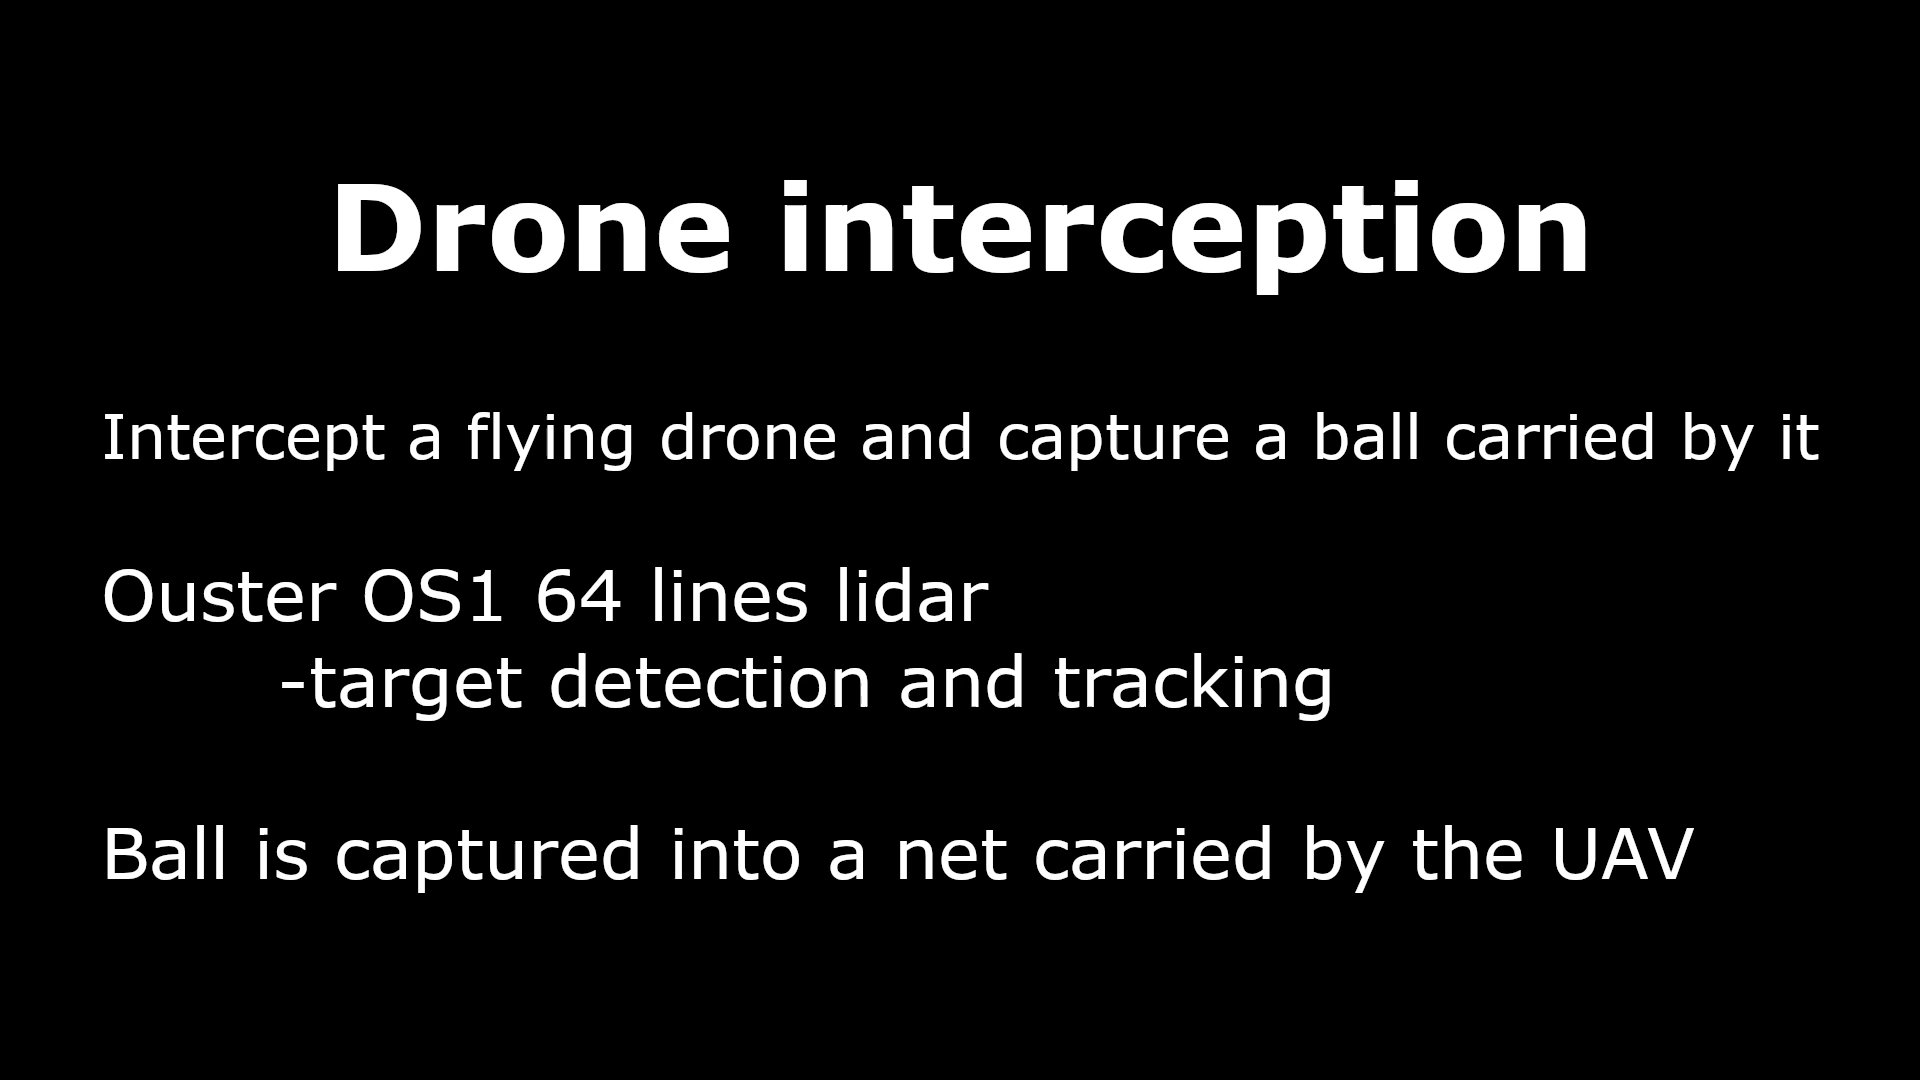 Drone interception
Intercept a flying drone and capture a ball carried by it
Ouster OS1 64 lines lidar
-target detection and tracking
Ball is captured into a net carried by the UAV